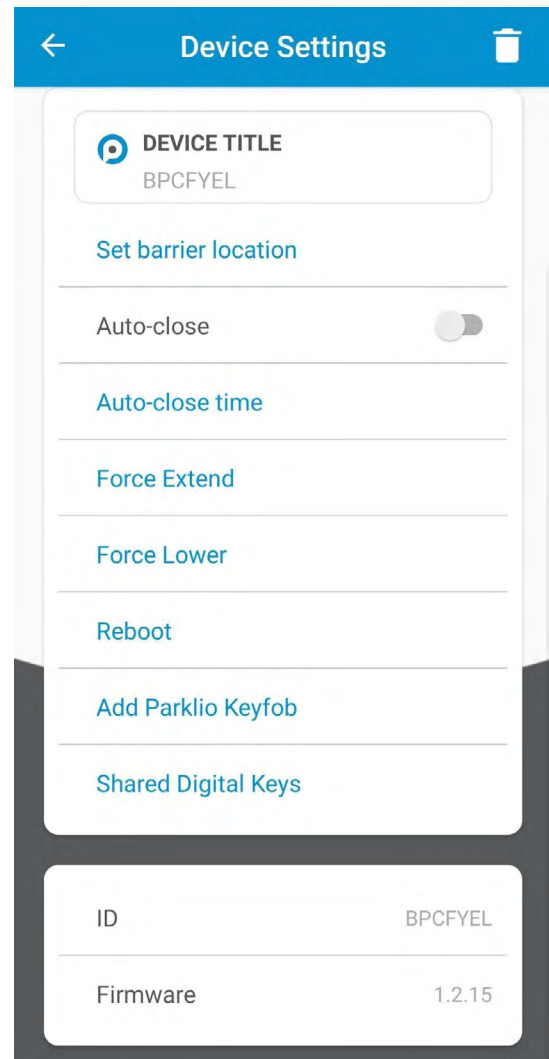 Device Settings
DEVICE TITLE
BPCFYEL
Set barrier location
Auto-close
Auto-close time
Force Extend
Force Lower
Reboot
Add Parklio Keyfob
Shared Digital Keys
ID BPCFYEL
Firmware 1.2.15